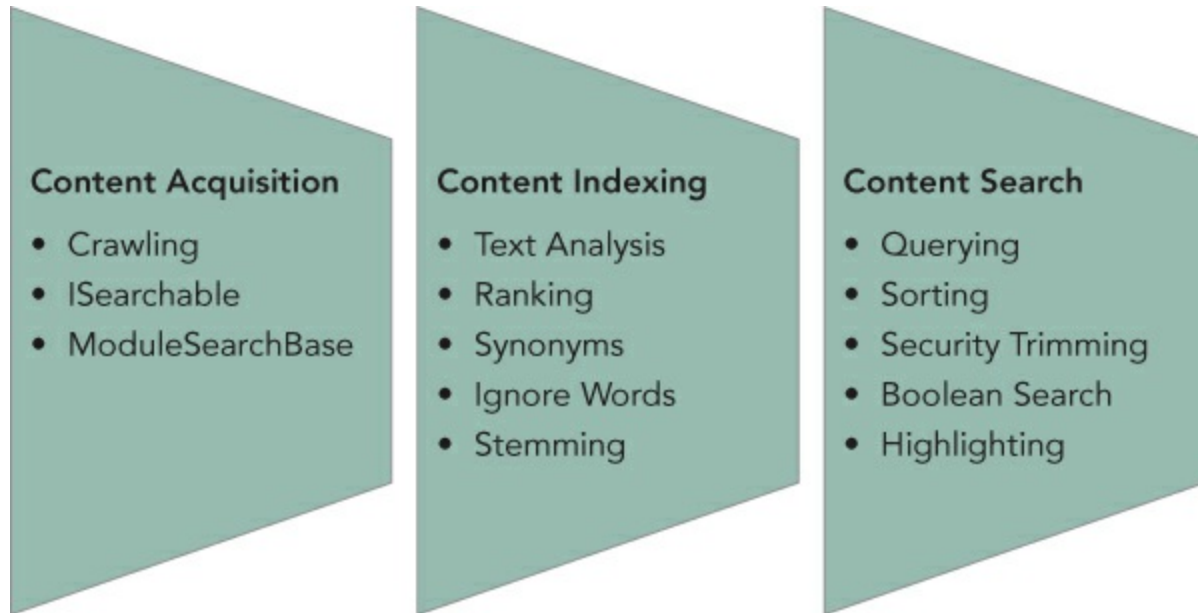 Content Acquisition
• Crawling
• ISearchable
• ModuleSearchBase
Content Indexing
• Text Analysis
• Ranking
• Synonyms
• Ignore Words
• Stemming
Content Search
• Querying
• Sorting
• Security Trimming
• Boolean Search
• Highlighting